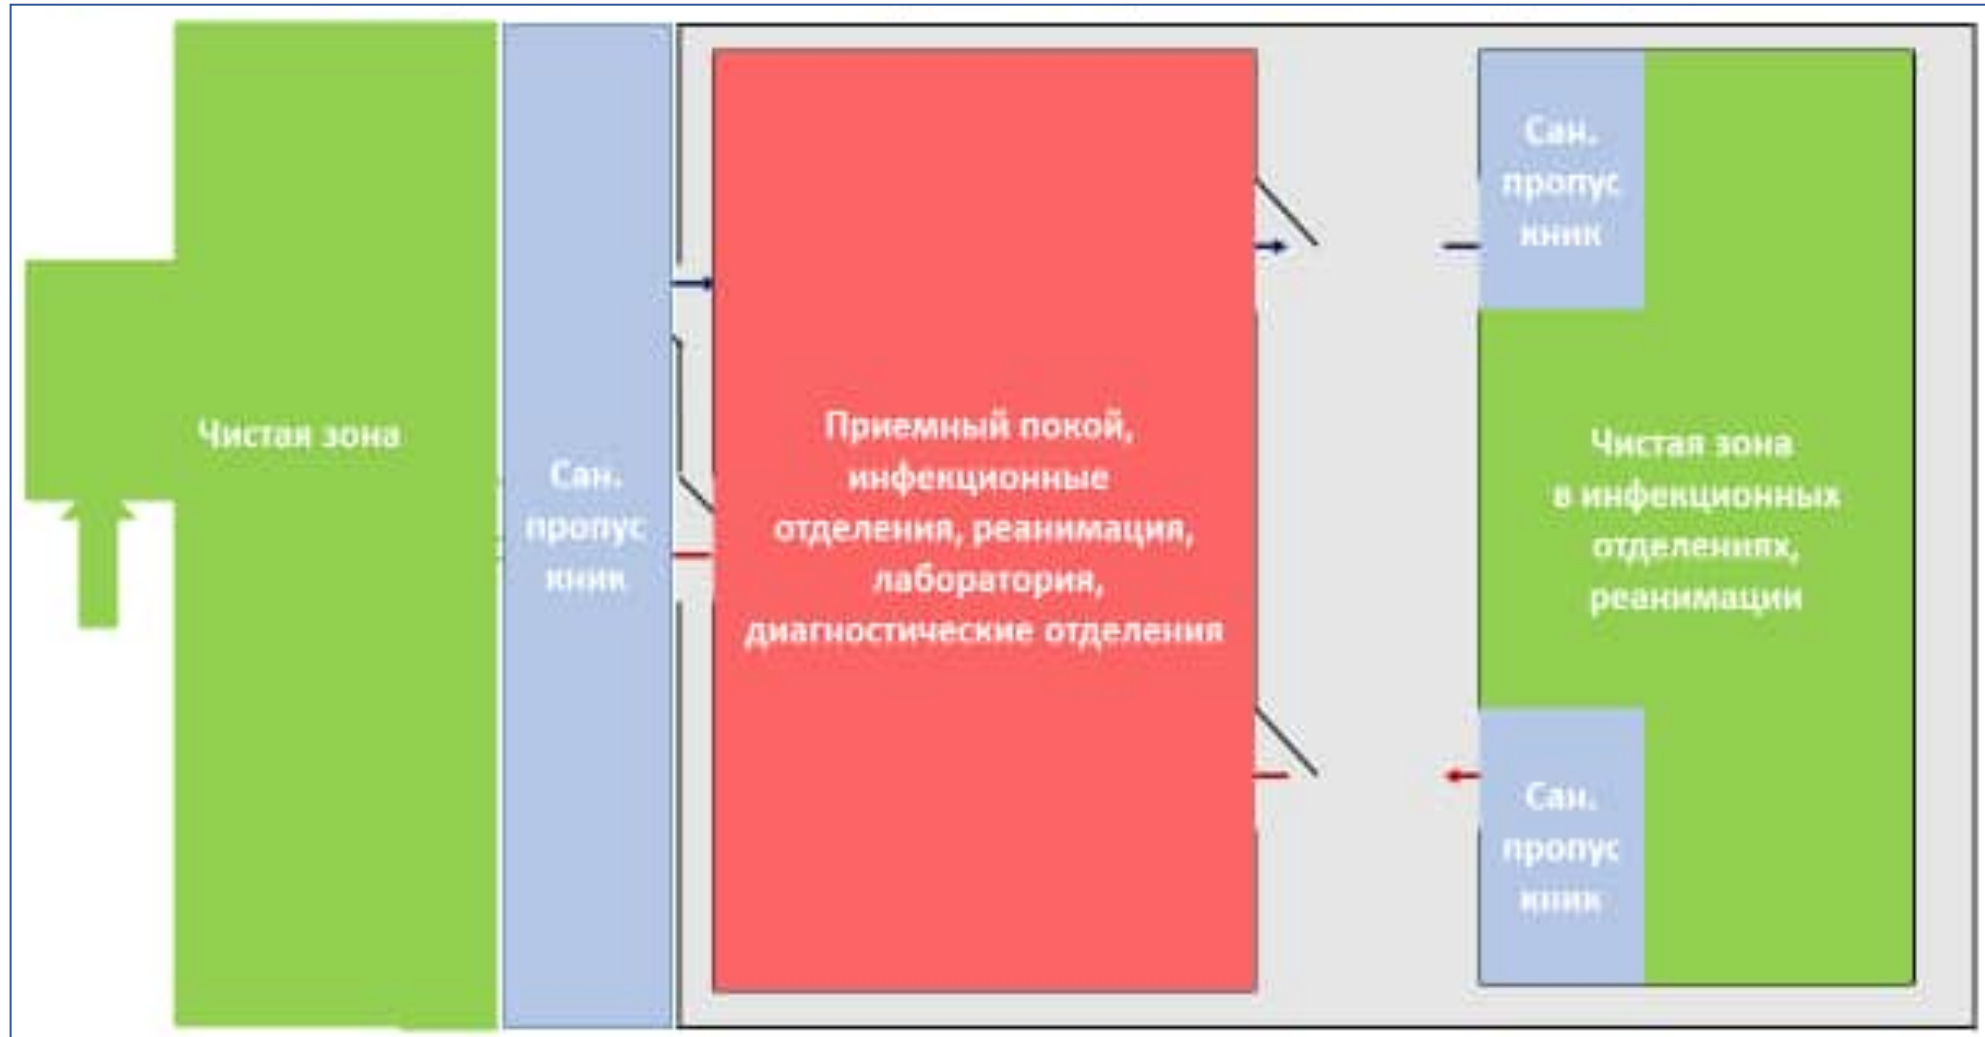 Чистая зона
Сан.
пропус
кник
Приемный покой,
инфекционные
отделения, реанимация,
лаборатория,
диагностические отделения
Сан.
пропус
кник
Чистая зона
в инфекционных
отделениях,
реанимации
Сан.
пропус
кник